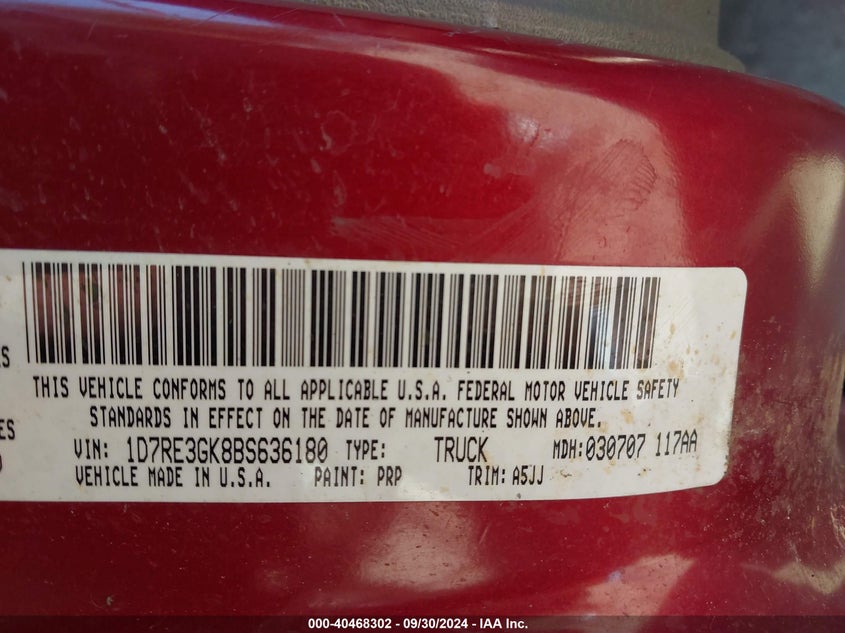 ES
THIS VEHICLE CONFORMS TO ALL APPLICABLE U.S.A. FEDERAL MOTOR VEHICLE SAFETY
STANDARDS IN EFFECT ON THE DATE OF MANUFACTURE SHOWN ABOVE.
ES
VIN: 1D7RE3GK8BS636180 TYPE: TRUCK MDH:030707 117AA
VEHICLE MADE IN U.S.A. PAINT: PRP TRIM: A5JJ
000-40468302 - 09/30/2024 - IAA Inc.